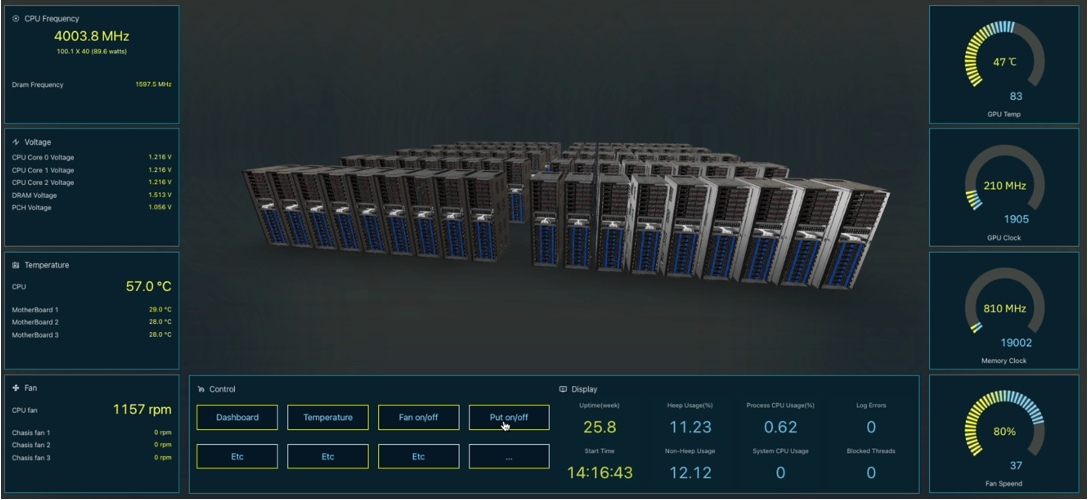 CPU Frequency
4003.8 MHz
100.1 X 40 (89.6 watts)
Dram Frequency 1597.5 MHz
Voltage
CPU Core 0 Voltage 1.216 V
CPU Core 1 Voltage 1.216 V
CPU Core 2 Voltage 1.216 V
DRAM Voltage 1.513 V
PCH Voltage 1.056 V
Temperature
CPU 57.0 °C
MotherBoard 1 29.0 °C
MotherBoard 2 28.0 °C
MotherBoard 3 28.0 °C
Fan
CPU fan 1157 rpm
Chasis fan 1 0 rpm
Chasis fan 2 0 rpm
Chasis fan 3 0 rpm
Control
Dashboard Temperature Fan on/off Put on/off
Etc Etc Etc ...
Display
Uptime(week) Heep Usage(%) Process CPU Usage(%) Log Errors
25.8 11.23 0.62 0
Start Time Non-Heep Usage System CPU Usage Blocked Threads
14:16:43 12.12 0 0
47 ℃
83
GPU Temp
210 MHz
1905
GPU Clock
810 MHz
19002
Memory Clock
80%
37
Fan Speend